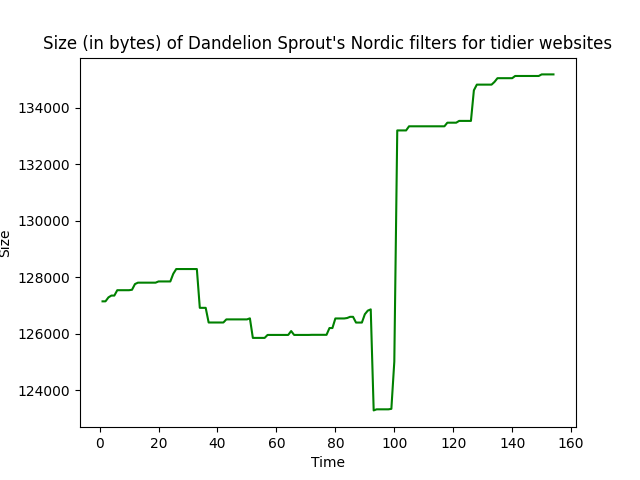 Size (in bytes) of Dandelion Sprout's Nordic filters for tidier websites
134000
132000
130000
128000
126000
124000
Size
0 20 40 60 80 100 120 140 160
Time